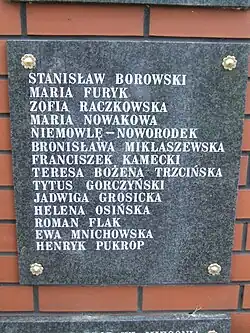 STANISŁAW BOROWSKI
MARIA FURYK
ZOFIA RACZKOWSKA
MARIA NOWAKOWA
NIEMOWLĘ-NOWORODEK
BRONISŁAWA MIKLASZEWSKA
FRANCISZEK KAMECKI
TERESA BOŻENA TRZCIŃSKA
TYTUS GORCZYŃSKI
JADWIGA GROSICKA
HELENA OSIŃSKA
ROMAN FLAK
EWA MNICHOWSKA
HENRYK PUKROP